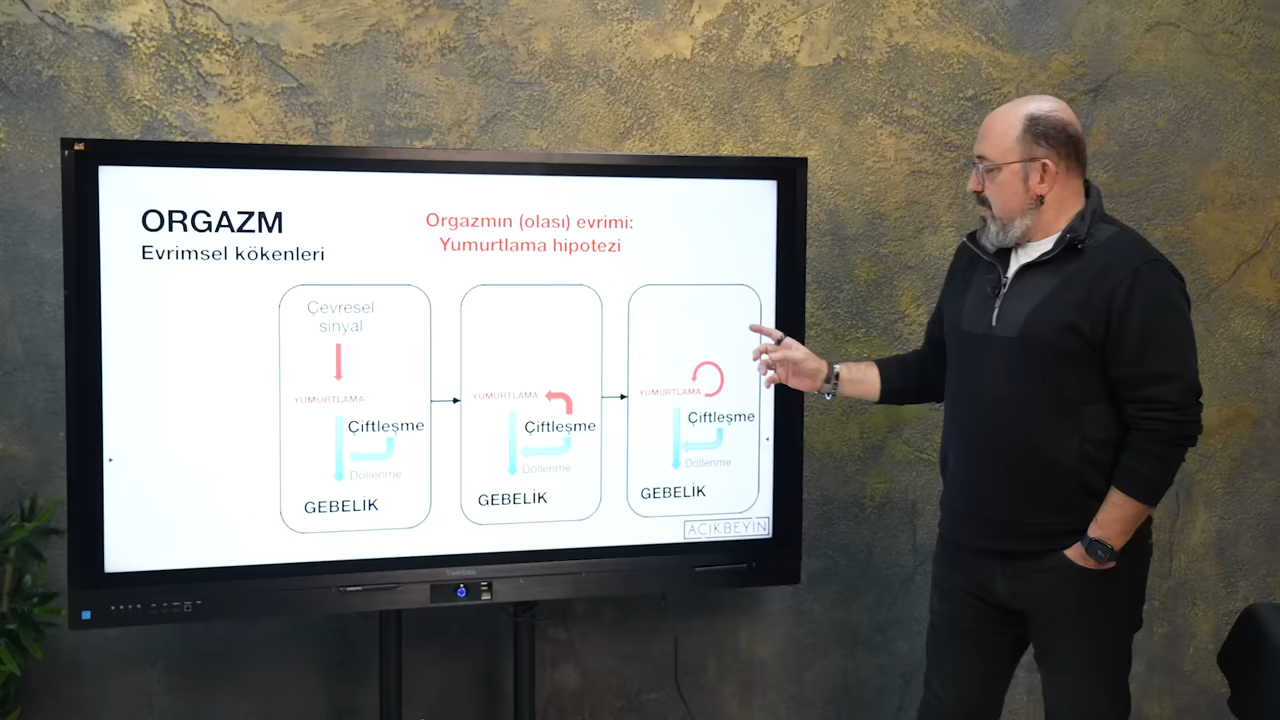 ORGAZM
Evrimsel kökenleri
Orgazmın (olası) evrimi:
Yumurtlama hipotezi
Çevresel
sinyal
YUMURTLAMA
Çiftleşme
Döllenme
GEBELİK
YUMURTLAMA
Çiftleşme
Döllenme
GEBELİK
YUMURTLAMA
Çiftleşme
Döllenme
GEBELİK
AÇIKBEYİN
ViewSonic